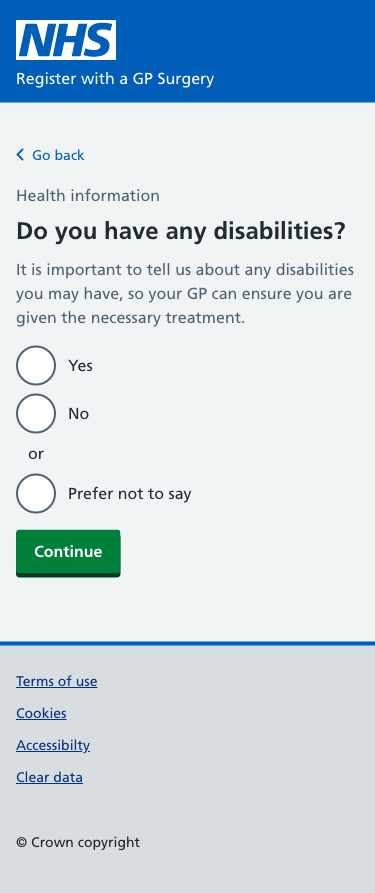 NHS
Register with a GP Surgery
Go back
Health information
Do you have any disabilities?
It is important to tell us about any disabilities
you may have, so your GP can ensure you are
given the necessary treatment.
Yes
No
or
Prefer not to say
Continue
Terms of use
Cookies
Accessibilty
Clear data
© Crown copyright